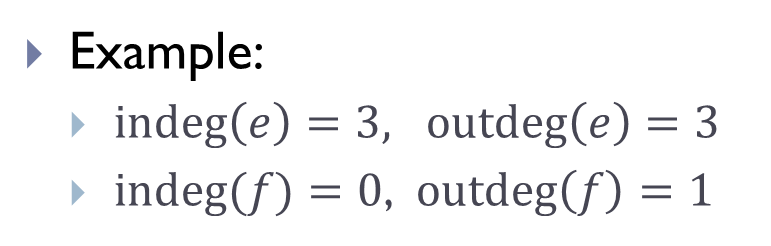 Example:
indeg(e) = 3, outdeg(e) = 3
indeg(f) = 0, outdeg(f) = 1